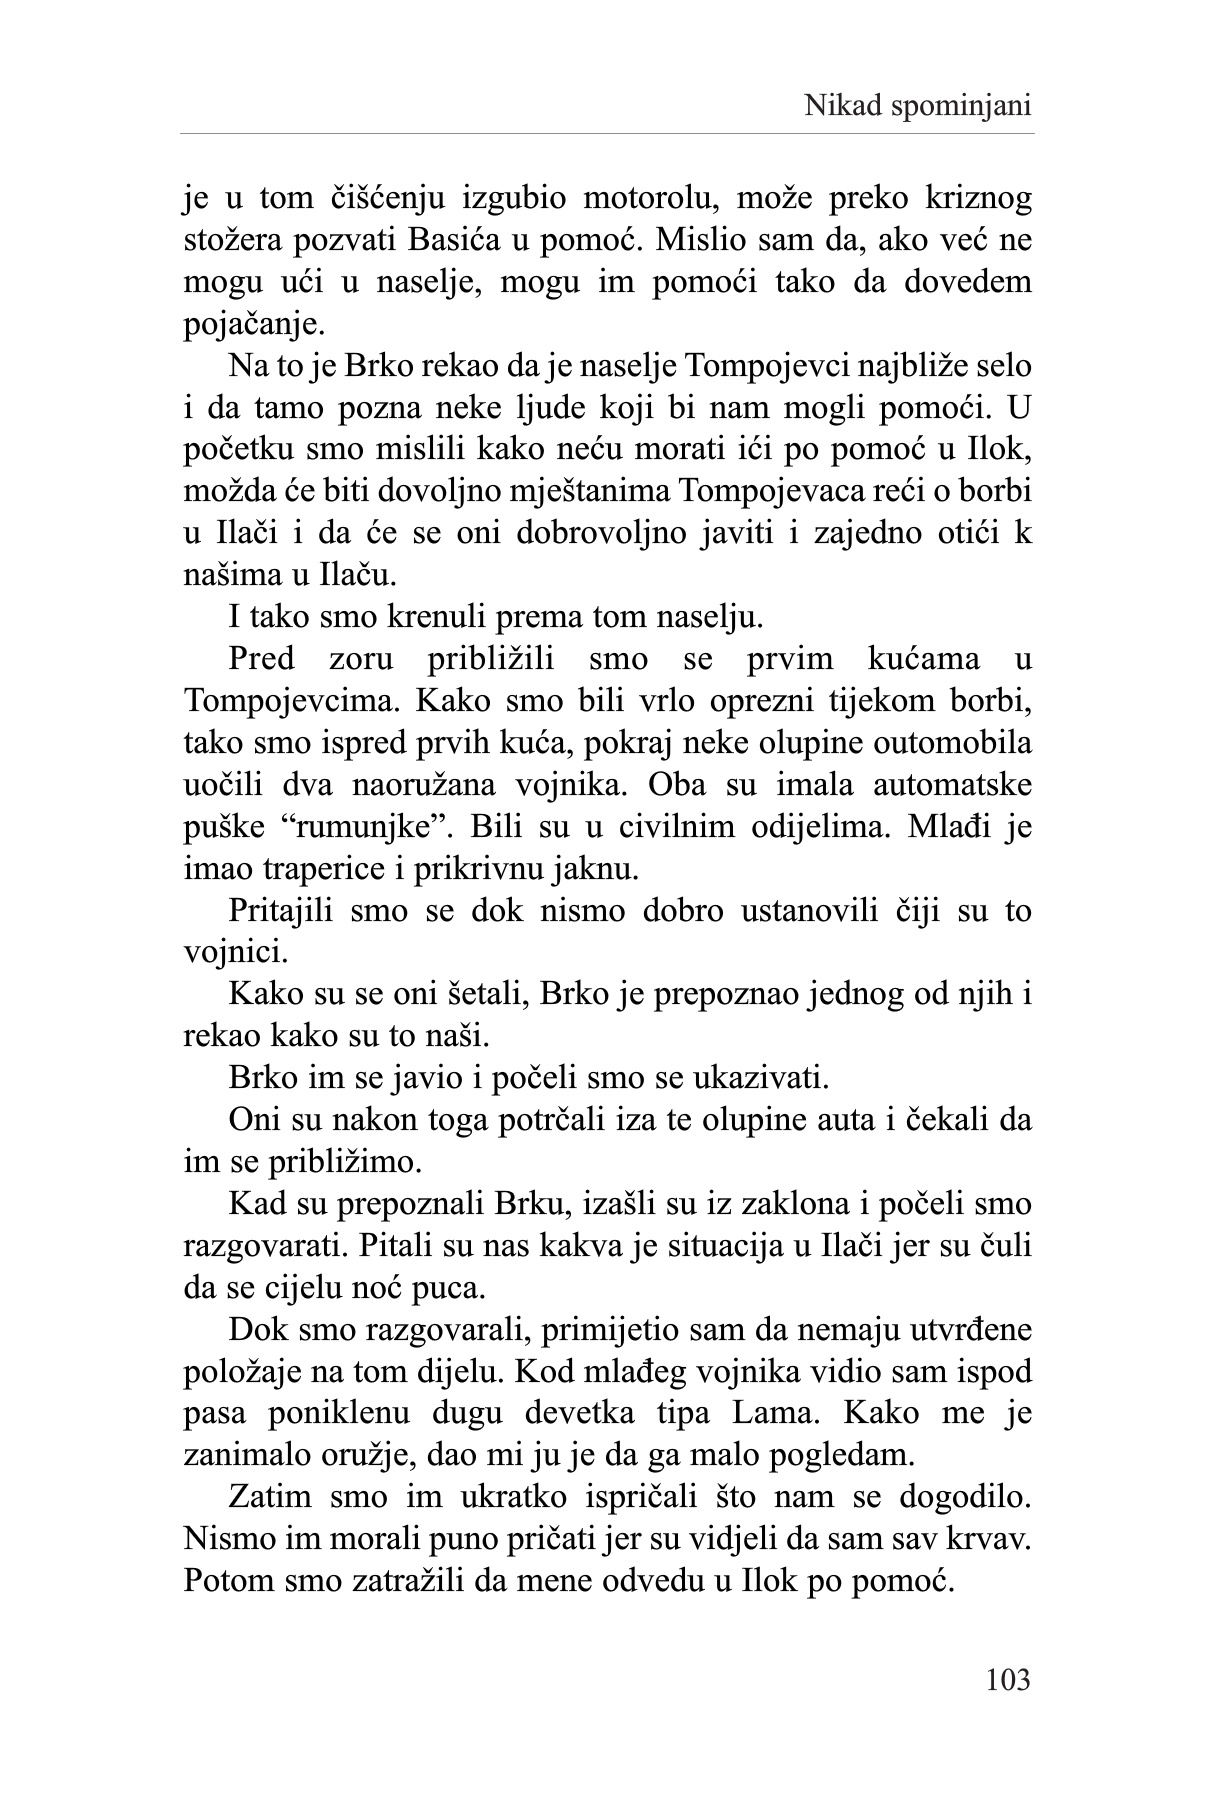 Nikad spominjani
je u tom čišćenju izgubio motorolu, može preko kriznog
stožera pozvati Basića u pomoć. Mislio sam da, ako već ne
mogu ući u naselje, mogu im pomoći tako da dovedem
pojačanje.
Na to je Brko rekao da je naselje Tompojevci najbliže selo
i da tamo pozna neke ljude koji bi nam mogli pomoći. U
početku smo mislili kako neću morati ići po pomoć u Ilok,
možda će biti dovoljno mještanima Tompojevaca reći o borbi
u Ilači i da će se oni dobrovoljno javiti i zajedno otići k
našima u Ilaču.
I tako smo krenuli prema tom naselju.
Pred zoru približili smo se prvim kućama u
Tompojevcima. Kako smo bili vrlo oprezni tijekom borbi,
tako smo ispred prvih kuća, pokraj neke olupine outomobila
uočili dva naoružana vojnika. Oba su imala automatske
puške “rumunjke”. Bili su u civilnim odijelima. Mlađi je
imao traperice i prikrivnu jaknu.
Pritajili smo se dok nismo dobro ustanovili čiji su to
vojnici.
Kako su se oni šetali, Brko je prepoznao jednog od njih i
rekao kako su to naši.
Brko im se javio i počeli smo se ukazivati.
Oni su nakon toga potrčali iza te olupine auta i čekali da
im se približimo.
Kad su prepoznali Brku, izašli su iz zaklona i počeli smo
razgovarati. Pitali su nas kakva je situacija u Ilači jer su čuli
da se cijelu noć puca.
Dok smo razgovarali, primijetio sam da nemaju utvrđene
položaje na tom dijelu. Kod mlađeg vojnika vidio sam ispod
pasa poniklenu dugu devetka tipa Lama. Kako me je
zanimalo oružje, dao mi ju je da ga malo pogledam.
Zatim smo im ukratko ispričali što nam se dogodilo.
Nismo im morali puno pričati jer su vidjeli da sam sav krvav.
Potom smo zatražili da mene odvedu u Ilok po pomoć.
103